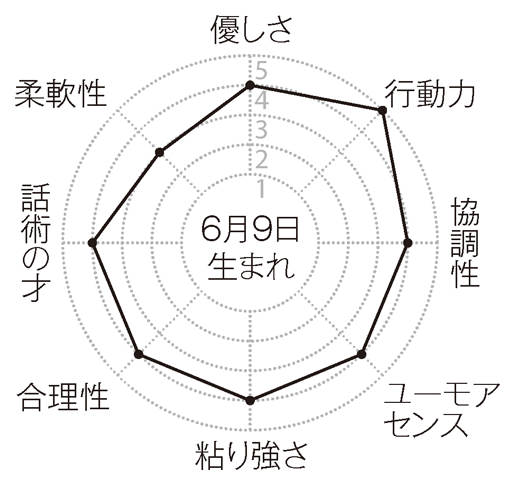 優しさ
行動力
柔軟性
5
4
3
2
1
話術の才
協調性
6月9日
生まれ
合理性
ユーモア
センス
粘り強さ